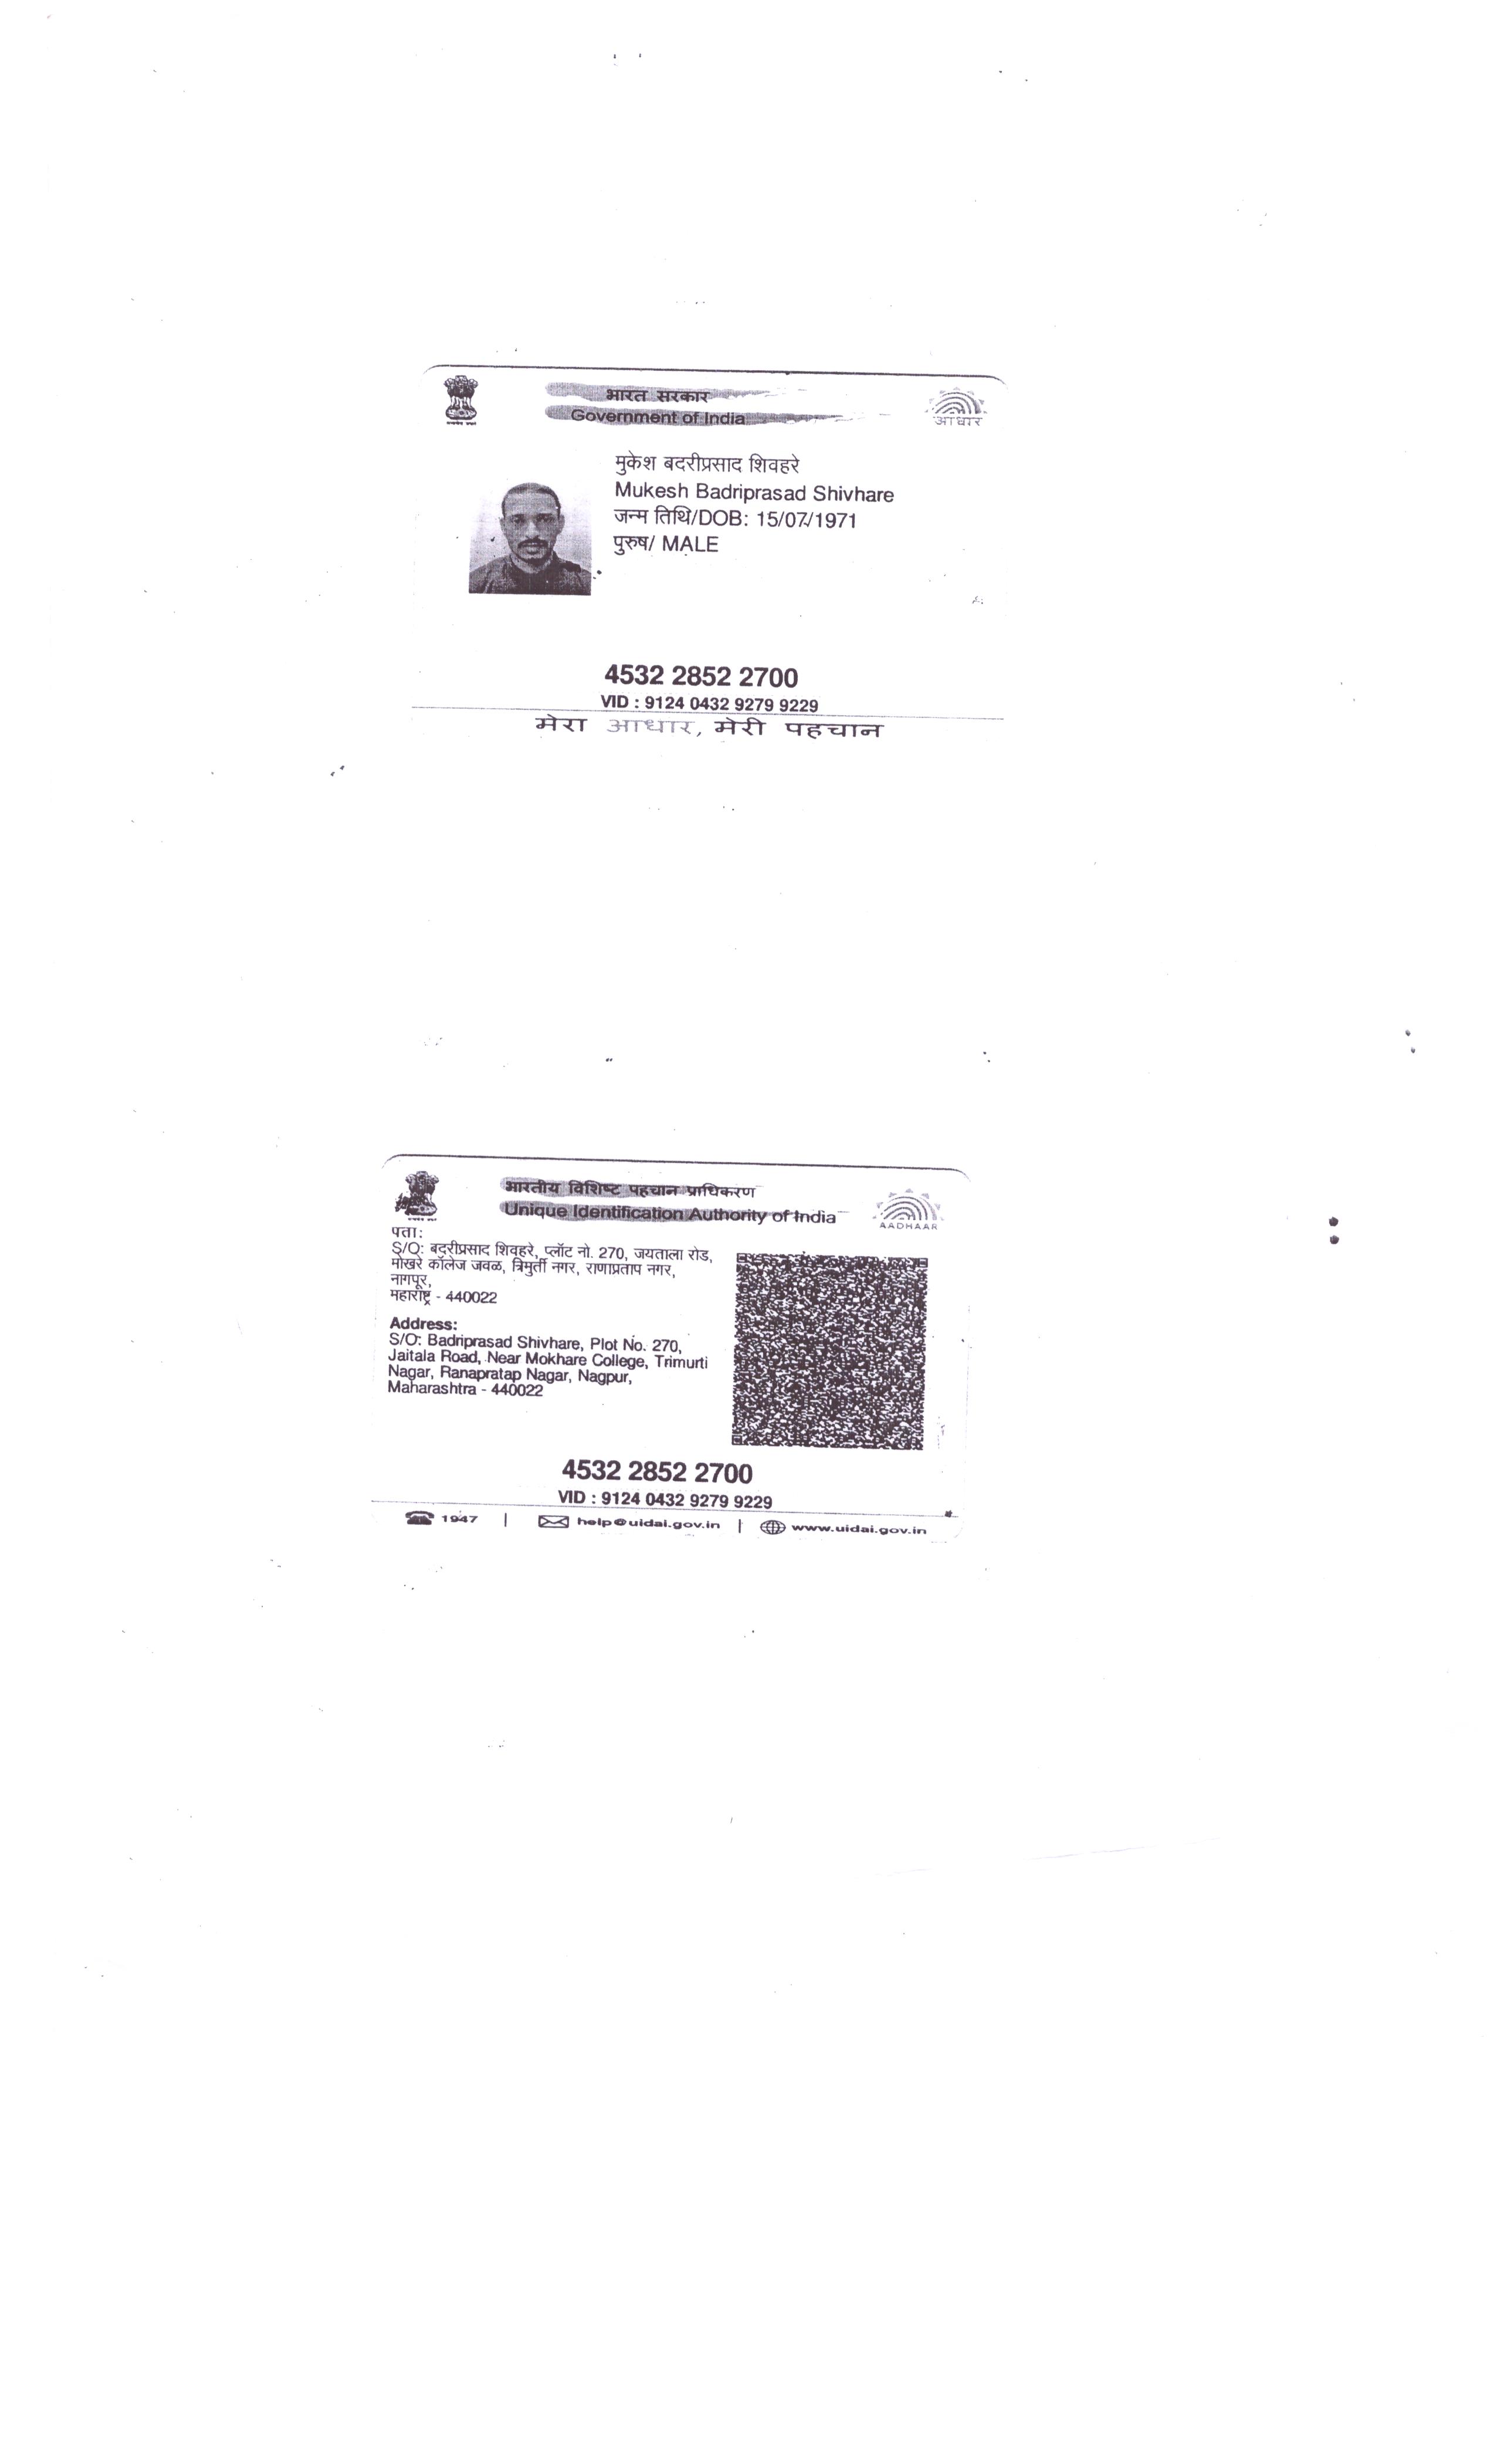 भारत सरकार
Government of India
आधार
मुकेश बदरीप्रसाद शिवहरे
Mukesh Badriprasad Shivhare
जन्म तिथि/DOB: 15/07/1971
पुरुष/ MALE
4532 2852 2700
VID : 9124 0432 9279 9229
मेरा आधार, मेरी पहचान
भारतीय विशिष्ट पहचान प्राधिकरण
Unique Identification Authority of India
AADHAAR
पता:
S/O: बदरीप्रसाद शिवहरे, प्लॉट नो. 270, जयताला रोड,
मोखरे कॉलेज जवळ, त्रिमुर्ती नगर, राणाप्रताप नगर,
नागपूर,
महाराष्ट्र - 440022
Address:
S/O: Badriprasad Shivhare, Plot No. 270,
Jaitala Road, Near Mokhare College, Trimurti
Nagar, Ranapratap Nagar, Nagpur,
Maharashtra - 440022
4532 2852 2700
VID : 9124 0432 9279 9229
1947 | help@uidai.gov.in | www.uidai.gov.in